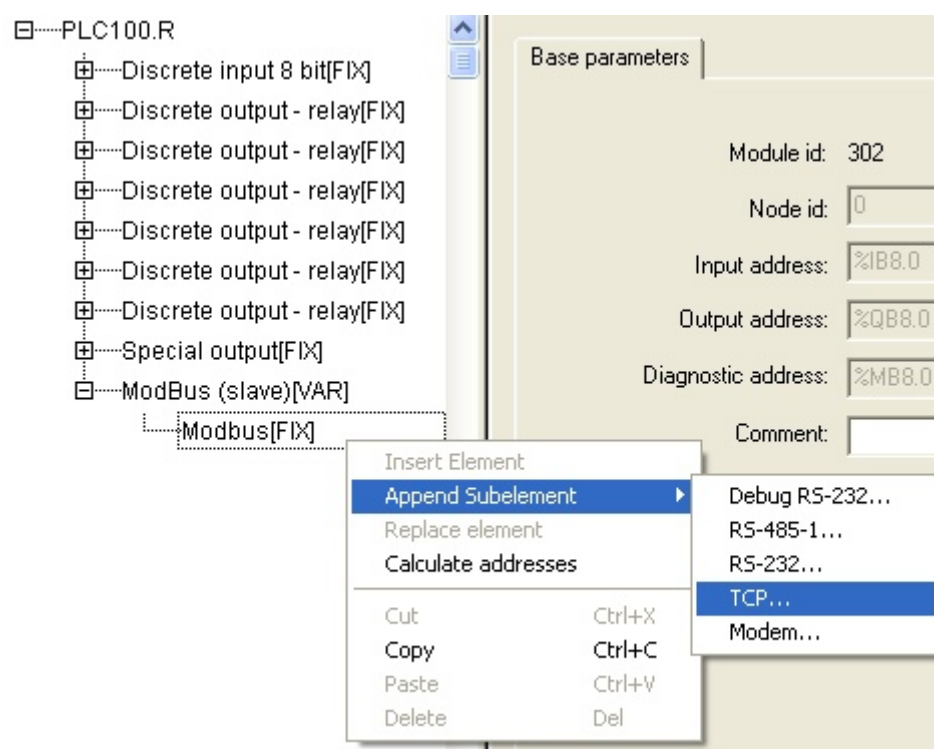 PLC100.R
Discrete input 8 bit[FIX]
Discrete output - relay[FIX]
Discrete output - relay[FIX]
Discrete output - relay[FIX]
Discrete output - relay[FIX]
Discrete output - relay[FIX]
Discrete output - relay[FIX]
Special output[FIX]
ModBus (slave)[VAR]
Modbus[FIX]
Base parameters
Module id: 302
Node id: 0
Input address: %IB8.0
Output address: %QB8.0
Diagnostic address: %MB8.0
Comment:
Insert Element
Append Subelement
Replace element
Calculate addresses
Cut Ctrl+X
Copy Ctrl+C
Paste Ctrl+V
Delete Del
Debug RS-232...
RS-485-1...
RS-232...
TCP...
Modem...